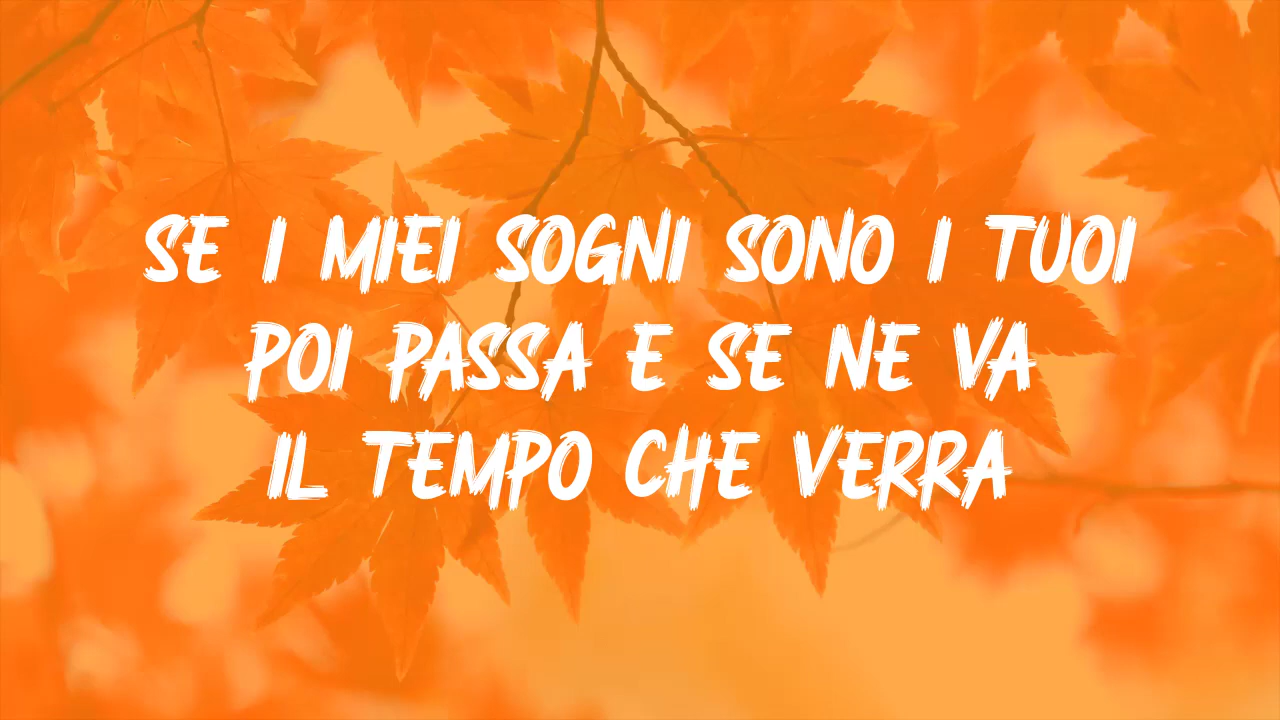 SE I MIEI SOGNI SONO I TUOI
POI PASSA E SE NE VA
IL TEMPO CHE VERRA